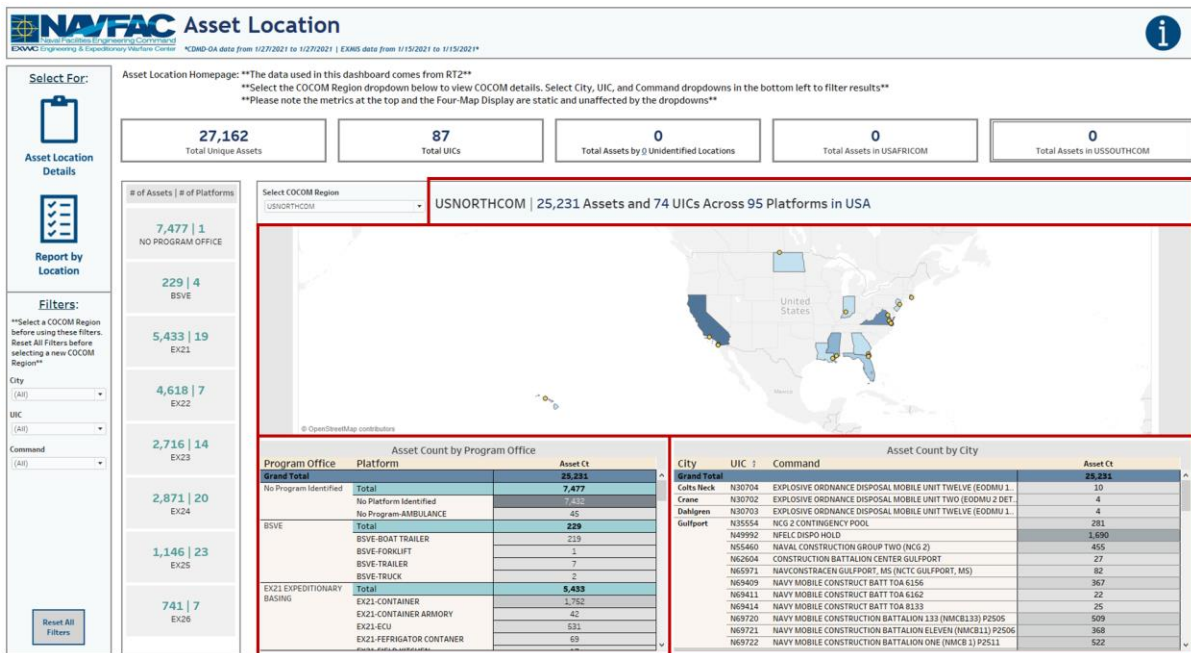 NAVFAC
Naval Facilities Engineering Command
EXWC Engineering & Expeditionary Warfare Center
Asset Location
*CDMD-OA data from 1/27/2021 to 1/27/2021 | EXMIS data from 1/15/2021 to 1/15/2021*
i
Select For:
Asset Location
Details
Report by
Location
Filters:
**Select a COCOM Region
before using these filters.
Reset All Filters before
selecting a new COCOM
Region**
City
(All)
UIC
(All)
Command
(All)
Reset All
Filters
Asset Location Homepage: **The data used in this dashboard comes from RT2**
**Select the COCOM Region dropdown below to view COCOM details. Select City, UIC, and Command dropdowns in the bottom left to filter results**
**Please note the metrics at the top and the Four-Map Display are static and unaffected by the dropdowns**
27,162
Total Unique Assets
87
Total UICs
0
Total Assets by 0 Unidentified Locations
0
Total Assets in USAFRICOM
0
Total Assets in USSOUTHCOM
# of Assets | # of Platforms
7,477 | 1
NO PROGRAM OFFICE
229 | 4
BSVE
5,433 | 19
EX21
4,618 | 7
EX22
2,716 | 14
EX23
2,871 | 20
EX24
1,146 | 23
EX25
741 | 7
EX26
Select COCOM Region
USNORTHCOM
USNORTHCOM | 25,231 Assets and 74 UICs Across 95 Platforms in USA
United
States
Mexico
© OpenStreetMap contributors
Asset Count by Program Office
Program Office Platform Asset Ct
Grand Total 25,231
No Program Identified Total 7,477
No Platform Identified 7,432
No Program-AMBULANCE 45
BSVE Total 229
BSVE-BOAT TRAILER 219
BSVE-FORKLIFT 1
BSVE-TRAILER 7
BSVE-TRUCK 2
EX21 EXPEDITIONARY Total 5,433
BASING
EX21-CONTAINER 1,752
EX21-CONTAINER ARMORY 42
EX21-ECU 531
EX21-FEFRIGATOR CONTANER 69
Asset Count by City
City UIC Command Asset Ct
Grand Total 25,231
Colts Neck N30704 EXPLOSIVE ORDNANCE DISPOSAL MOBILE UNIT TWELVE (EODMU 1.. 10
Crane N30702 EXPLOSIVE ORDNANCE DISPOSAL MOBILE UNIT TWO (EODMU 2 DET.. 4
Dahlgren N30703 EXPLOSIVE ORDNANCE DISPOSAL MOBILE UNIT TWELVE (EODMU 1.. 4
Gulfport N35554 NCG 2 CONTINGENCY POOL 281
N49992 NFELC DISPO HOLD 1,690
N55460 NAVAL CONSTRUCTION GROUP TWO (NCG 2) 455
N62604 CONSTRUCTION BATTALION CENTER GULFPORT 27
N65971 NAVCONSTRACEN GULFPORT, MS (NCTC GULFPORT, MS) 82
N69409 NAVY MOBILE CONSTRUCT BATT TOA 6156 367
N69411 NAVY MOBILE CONSTRUCT BATT TOA 6162 22
N69414 NAVY MOBILE CONSTRUCT BATT TOA 8133 25
N69720 NAVY MOBILE CONSTRUCTION BATTALION 133 (NMCB133) P2505 509
N69721 NAVY MOBILE CONSTRUCTION BATTALION ELEVEN (NMCB11) P2506 368
N69722 NAVY MOBILE CONSTRUCTION BATTALION ONE (NMCB 1) P2511 522